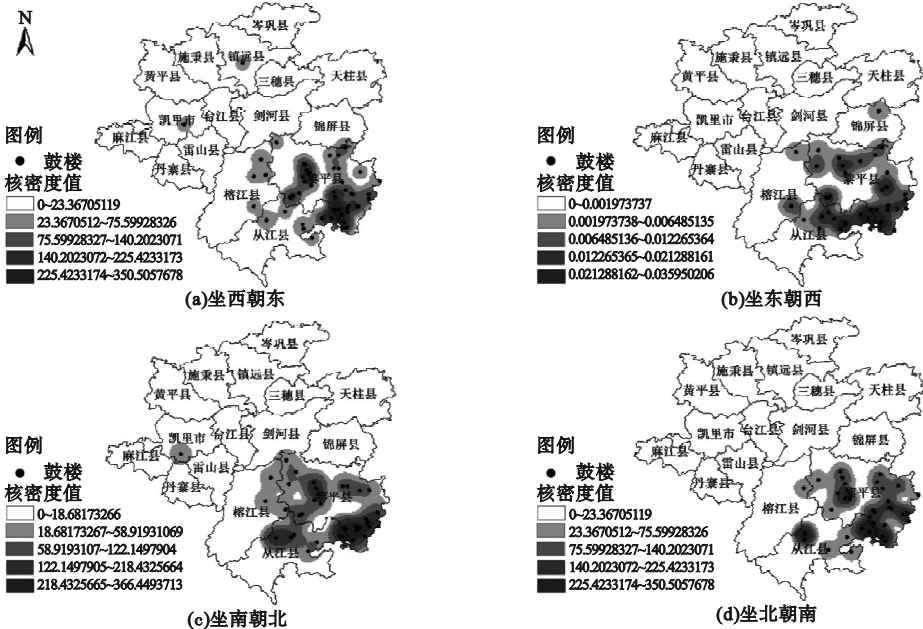 N
岑巩县
施秉县
镇远县
黄平县
三穗县
天柱县
凯里市
台江县
剑河县
锦屏县
麻江县
雷山县
丹寨县
黎平县
榕江县
从江县
图例
鼓楼
核密度值
0~23.36705119
23.3670512~75.59928326
75.59928327~140.2023071
140.2023072~225.4233173
225.4233174~350.5057678
(a)坐西朝东
岑巩县
施秉县
镇远县
黄平县
三穗县
天柱县
凯里市
台江县
剑河县
锦屏县
麻江县
雷山县
丹寨县
黎平县
榕江县
从江县
图例
鼓楼
核密度值
0~0.001973737
0.001973738~0.006485135
0.006485136~0.012265364
0.012265365~0.021288161
0.021288162~0.035950206
(b)坐东朝西
岑巩县
施秉县
镇远县
黄平县
三穗县
天柱县
凯里市
台江县
剑河县
锦屏县
麻江县
雷山县
丹寨县
黎平县
榕江县
从江县
图例
鼓楼
核密度值
0~18.68173266
18.68173267~58.91931069
58.9193107~122.1497904
122.1497905~218.4325664
218.4325665~366.4493713
(c)坐南朝北
岑巩县
施秉县
镇远县
黄平县
三穗县
天柱县
凯里市
台江县
剑河县
锦屏县
麻江县
雷山县
丹寨县
黎平县
榕江县
从江县
图例
鼓楼
核密度值
0~23.36705119
23.3670512~75.59928326
75.59928327~140.2023071
140.2023072~225.4233173
225.4233174~350.5057678
(d)坐北朝南